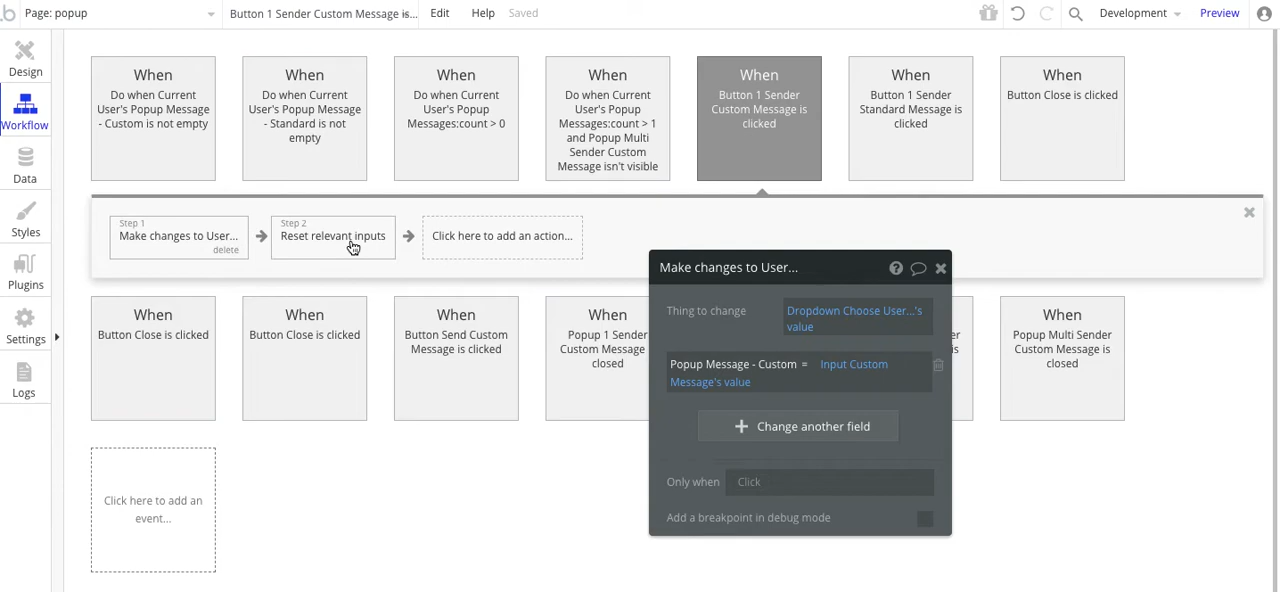 Page: popup
Button 1 Sender Custom Message is...
Edit
Help
Saved
Development
Preview
Design
Workflow
Data
Styles
Plugins
Settings
Logs
When
Do when Current
User's Popup Message
- Custom is not empty
When
Do when Current
User's Popup Message
- Standard is not
empty
When
Do when Current
User's Popup
Messages:count > 0
When
Do when Current
User's Popup
Messages:count > 1
and Popup Multi
Sender Custom
Message isn't visible
When
Button 1 Sender
Custom Message is
clicked
When
Button 1 Sender
Standard Message is
clicked
When
Button Close is clicked
Step 1
Make changes to User...
delete
Step 2
Reset relevant inputs
Click here to add an action...
Make changes to User...
Thing to change
Dropdown Choose User...'s
value
Popup Message - Custom = Input Custom
Message's value
Change another field
Only when
Click
Add a breakpoint in debug mode
When
Button Close is clicked
When
Button Close is clicked
When
Button Send Custom
Message is clicked
When
Popup 1 Sender
Custom Message
closed
is
When
Popup Multi Sender
Custom Message is
closed
Click here to add an
event...